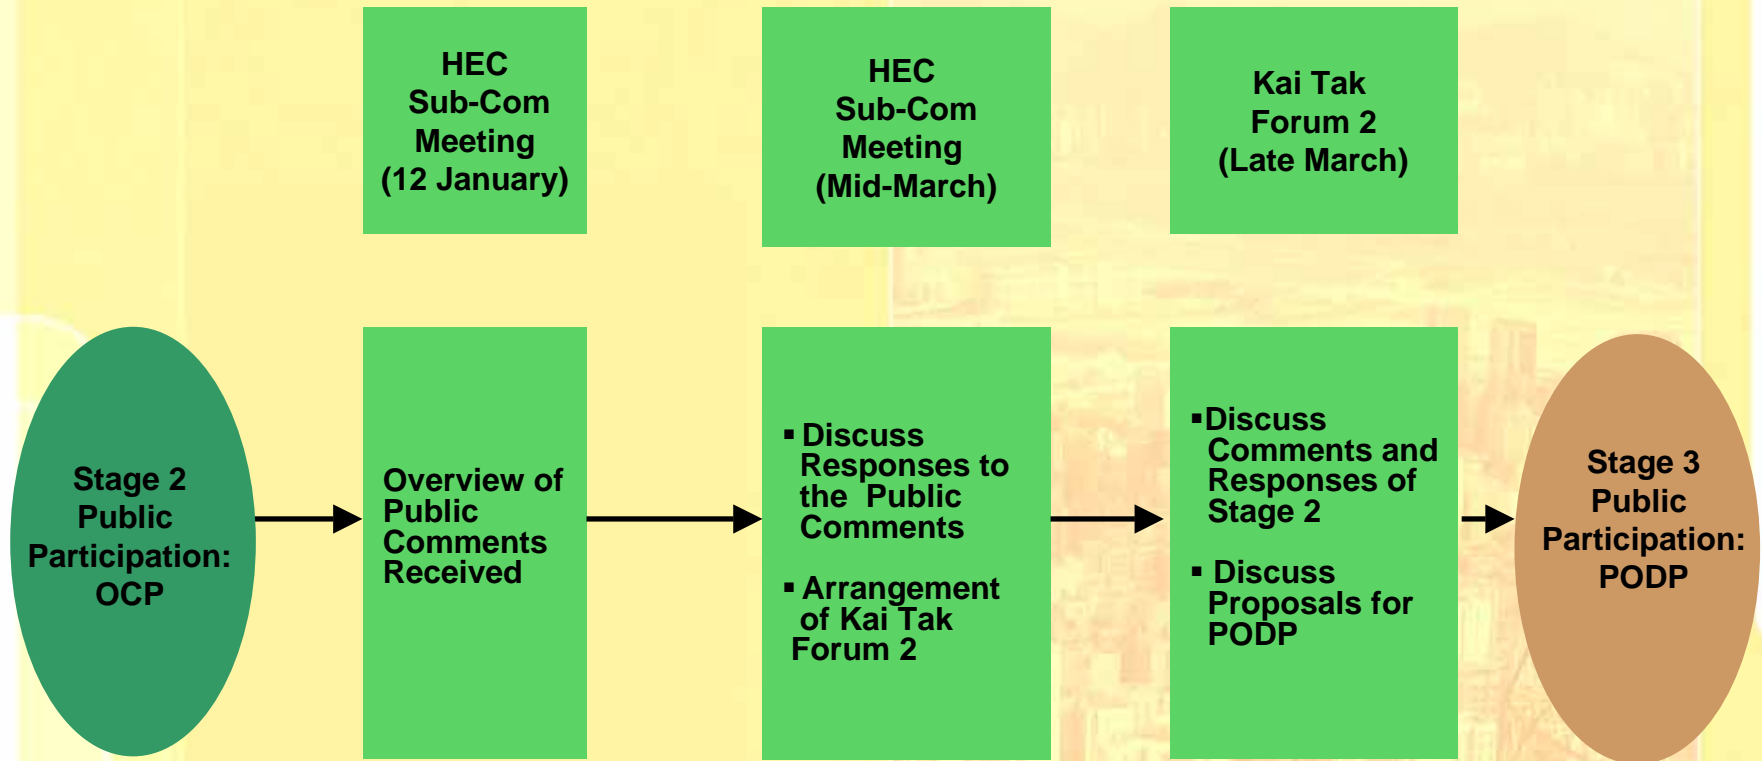 HEC
Sub-Com
Meeting
(12 January)
HEC
Sub-Com
Meeting
(Mid-March)
Kai Tak
Forum 2
(Late March)
Stage 2
Public
Participation:
OCP
Overview of
Public
Comments
Received
▪ Discuss
Responses to
the Public
Comments
▪ Arrangement
of Kai Tak
Forum 2
▪Discuss
Comments and
Responses of
Stage 2
▪ Discuss
Proposals for
PODP
Stage 3
Public
Participation:
PODP